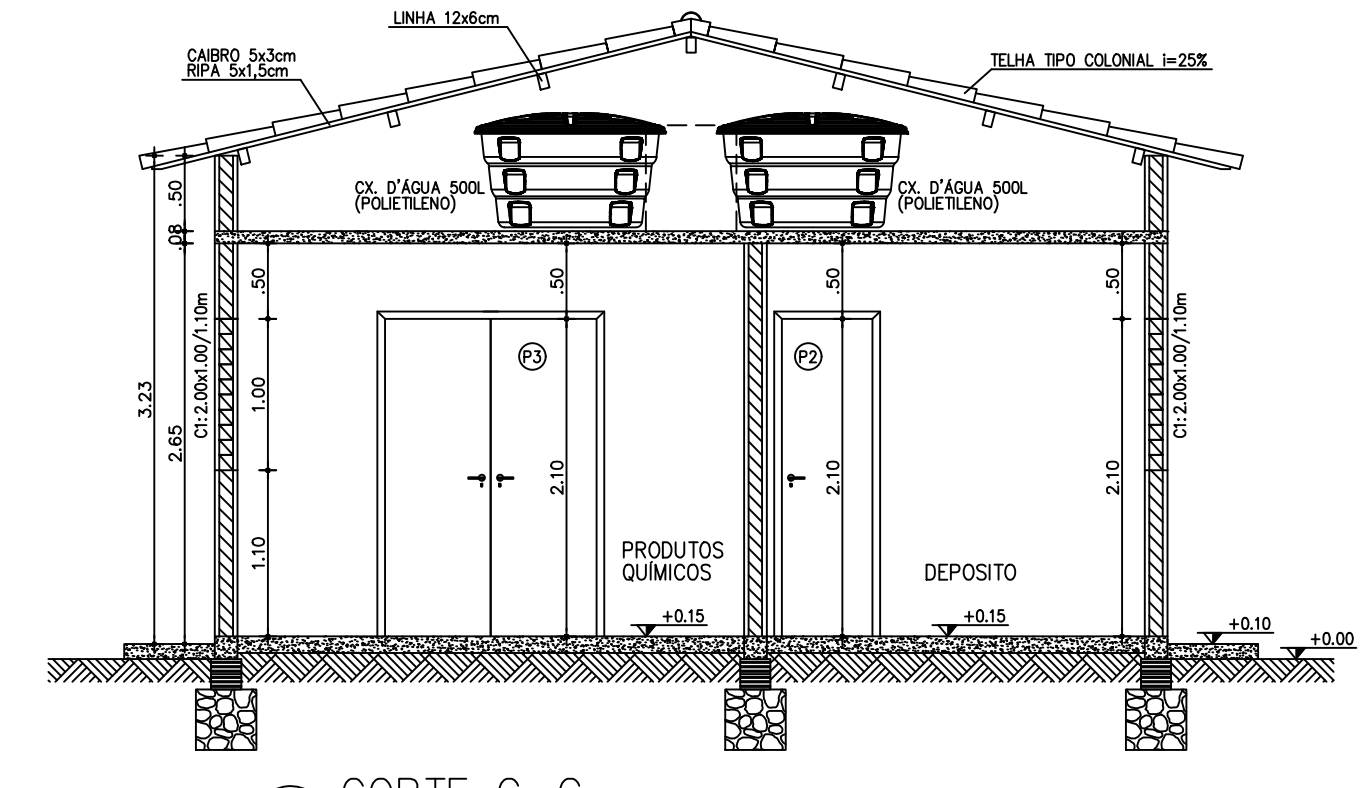 LINHA 12x6cm
CAIBRO 5x3cm
RIPA 5x1,5cm
TELHA TIPO COLONIAL i=25%
CX. D'ÁGUA 500L
(POLIETILENO)
CX. D'ÁGUA 500L
(POLIETILENO)
.50
.08
3.23
2.65
C1: 2.00x1.00/1.10m
.50
1.00
1.10
.50
2.10
P3
P2
.50
2.10
.50
2.10
C1: 2.00x1.00/1.10m
PRODUTOS
QUÍMICOS
DEPOSITO
+0.15
+0.15
+0.10
+0.00